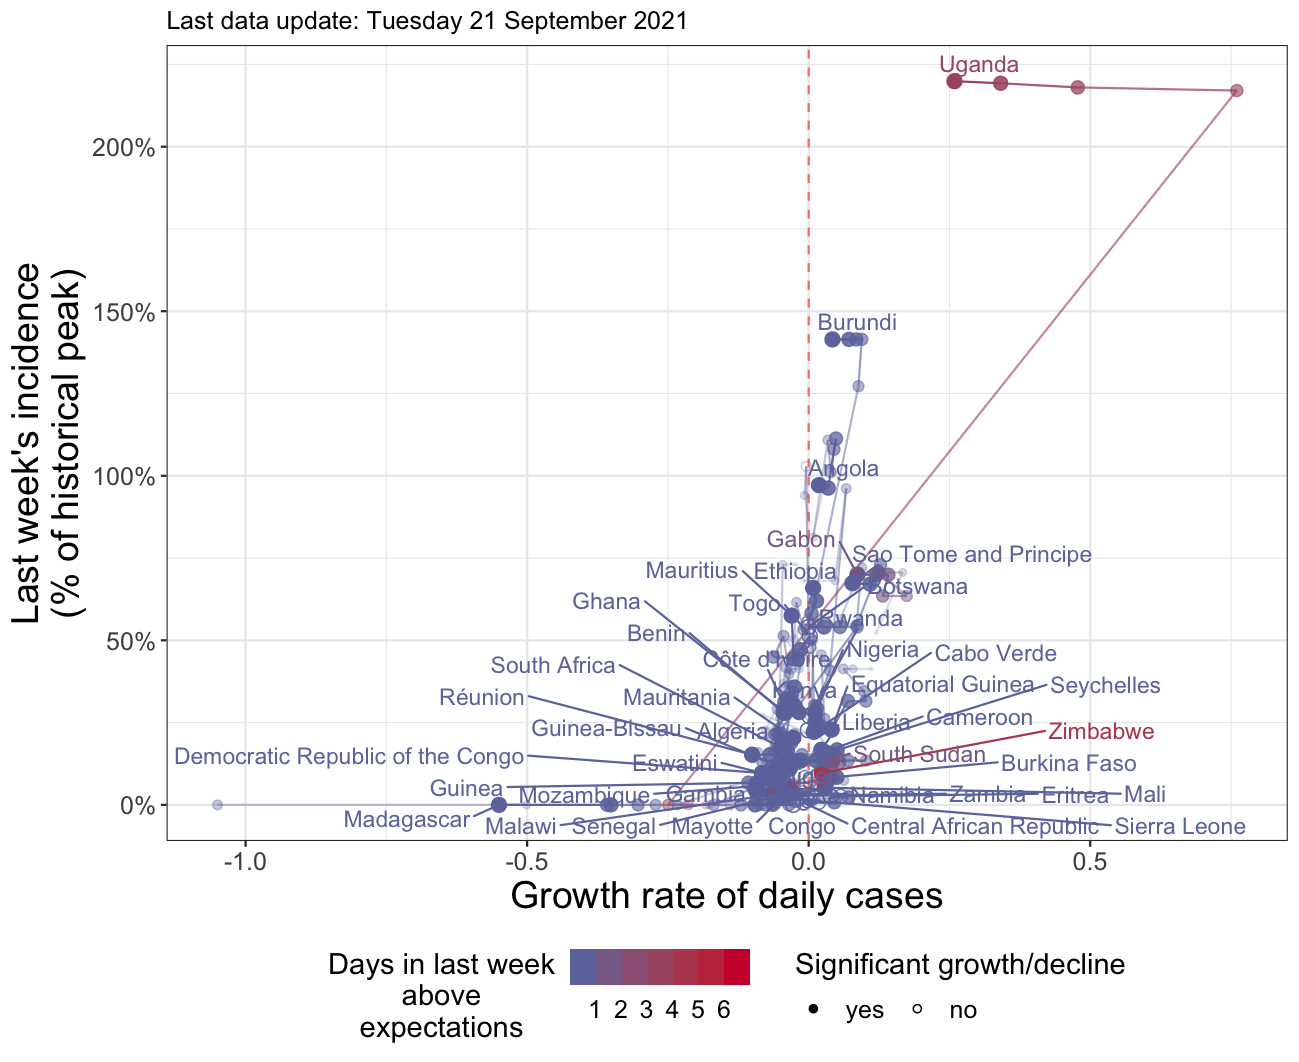 Last data update: Tuesday 21 September 2021
Last week's incidence
(% of historical peak)
200%
150%
100%
50%
0%
Uganda
Burundi
Angola
Gabon
Sao Tome and Principe
Mauritius
Ethiopia
Botswana
Ghana
Togo
Rwanda
Benin
Côte d'Ivoire
Nigeria
Cabo Verde
South Africa
Equatorial Guinea
Seychelles
Réunion
Mauritania
Kenya
Guinea-Bissau
Algeria
Liberia
Cameroon
Zimbabwe
Democratic Republic of the Congo
Eswatini
South Sudan
Burkina Faso
Guinea
Mozambique
Gambia
Namibia
Zambia
Eritrea
Mali
Madagascar
Malawi
Senegal
Mayotte
Congo
Central African Republic
Sierra Leone
-1.0
-0.5
0.0
0.5
Growth rate of daily cases
Days in last week
above
expectations
1 2 3 4 5 6
Significant growth/decline
yes
no